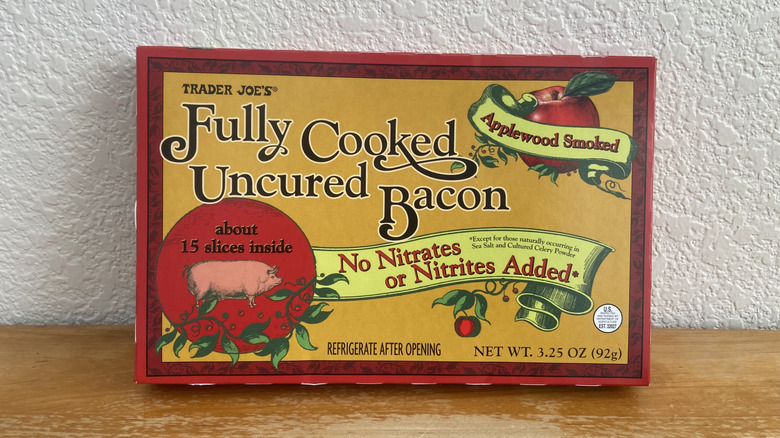 TRADER JOE'S®
Fully Cooked
Uncured Bacon
Applewood Smoked
about
15 slices inside
No Nitrates
or Nitrites Added*
*Except for those naturally occurring in
Sea Salt and Cultured Celery Powder
REFRIGERATE AFTER OPENING
NET WT. 3.25 OZ (92g)
U.S.